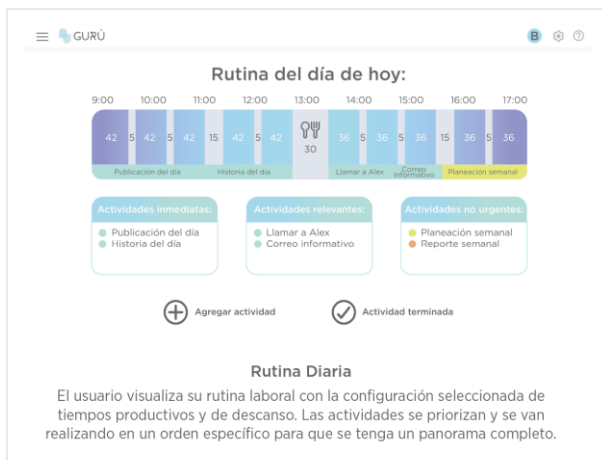 GURÚ
B
?
Rutina del día de hoy:
9:00 10:00 11:00 12:00 13:00 14:00 15:00 16:00 17:00
42 5 42 5 42 15 42 5 42 30 36 5 36 5 36 15 36 5 36
Publicación del día Historia del día Llamar a Alex Correo informativo Planeación semanal
Actividades inmediatas:
Publicación del día
Historia del día
Actividades relevantes:
Llamar a Alex
Correo informativo
Actividades no urgentes:
Planeación semanal
Reporte semanal
Agregar actividad
Actividad terminada
Rutina Diaria
El usuario visualiza su rutina laboral con la configuración seleccionada de
tiempos productivos y de descanso. Las actividades se priorizan y se van
realizando en un orden específico para que se tenga un panorama completo.